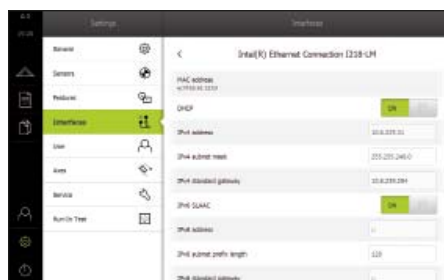 Settings
Interfaces
General
Intel(R) Ethernet Connection I218-LM
Sensors
MAC address
Features
DHCP
ON
Interfaces
IPv4 address
User
IPv4 subnet mask
255.255.240.0
Axes
IPv4 standard gateway
Service
IPv6 SLAAC
ON
Run In Test
IPv6 address
IPv6 subnet prefix length
128
IPv6 standard gateway